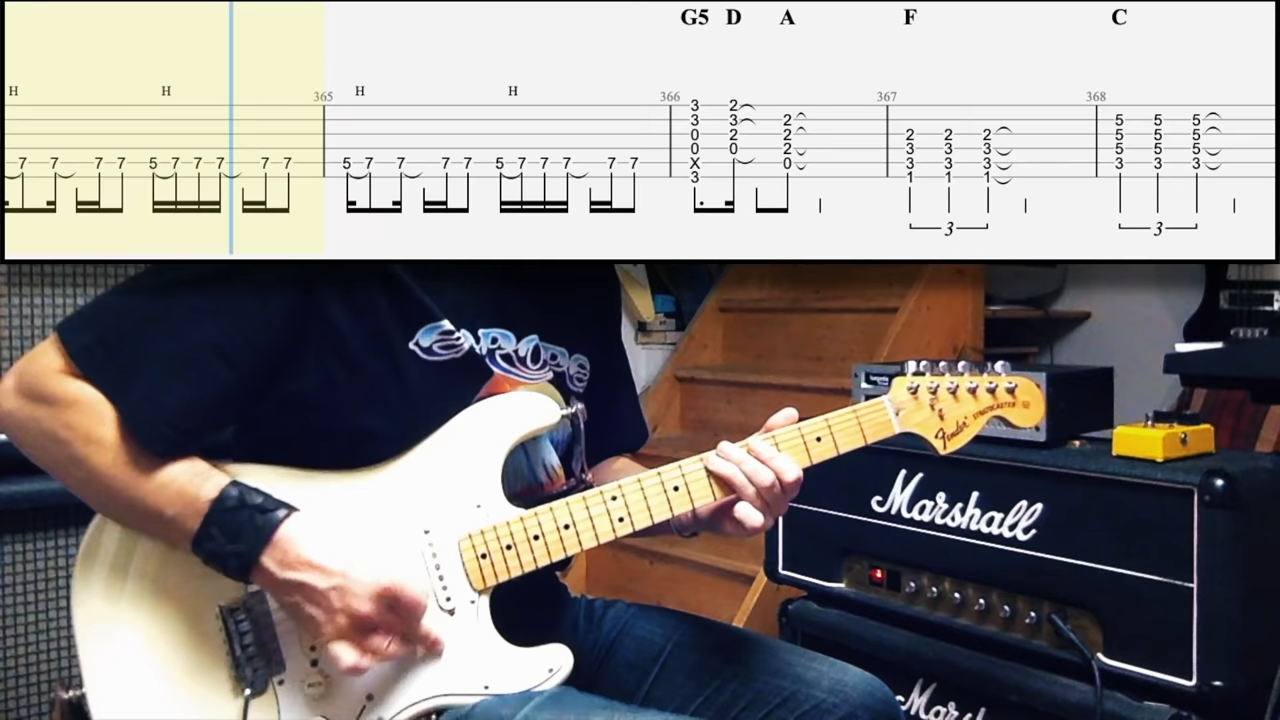 G5 D A F C
H H H H
365 366 367 368
3 2
3 3 2 5 5 5
0 2 2 2 2 2 5 5 5
0 0 2 3 3 3 5 5 5
7 7 7 7 5 7 7 7 7 7 5 7 7 7 7 5 7 7 7 7 7 X 0 3 3 3 3 3 3
3 1 1 1
3 3
EUROPE
Fender STRATOCASTER
Marshall
Mar